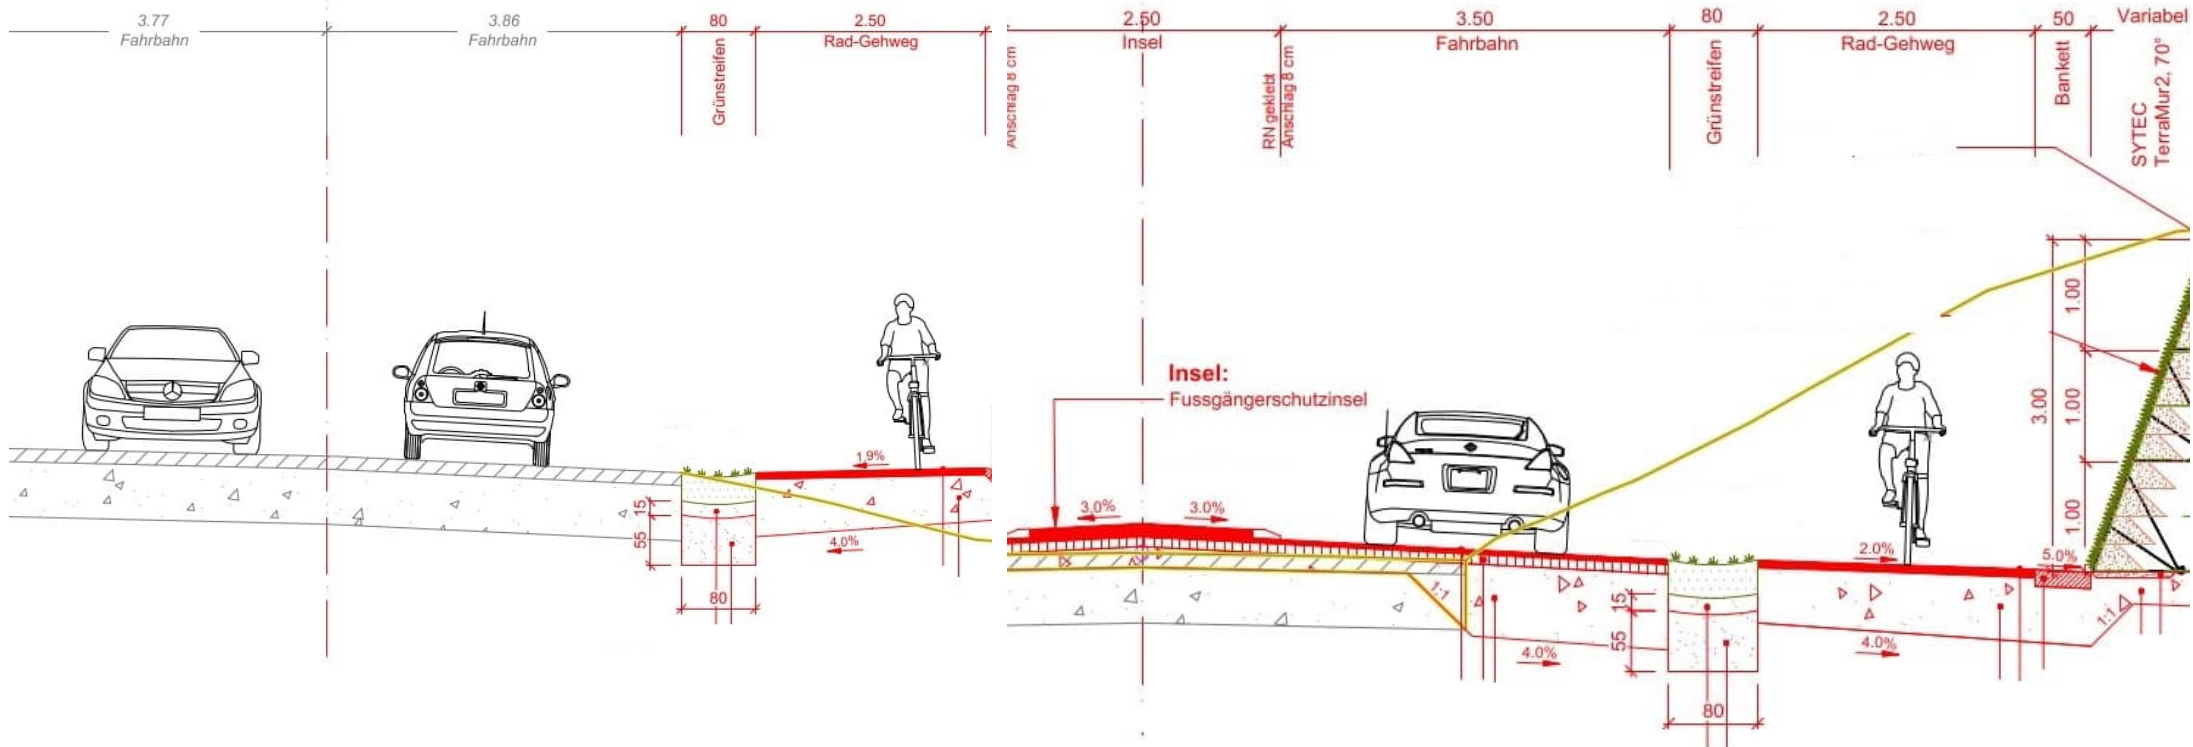 3.77
Fahrbahn
3.86
Fahrbahn
80
Grünstreifen
2.50
Rad-Gehweg
1,9%
4,0%
15
55
80
2.50
Insel
Anschlag 8 cm
RN geklebt
Anschlag 8 cm
3.50
Fahrbahn
80
Grünstreifen
2.50
Rad-Gehweg
50
Bankett
Variabel
SYTEC
TerraMur2, 70°
Insel:
Fussgängerschutzinsel
3.0%
3.0%
1:1
4.0%
15
55
80
2.0%
4.0%
5.0%
1:1
3.00
1.00
1.00
1.00